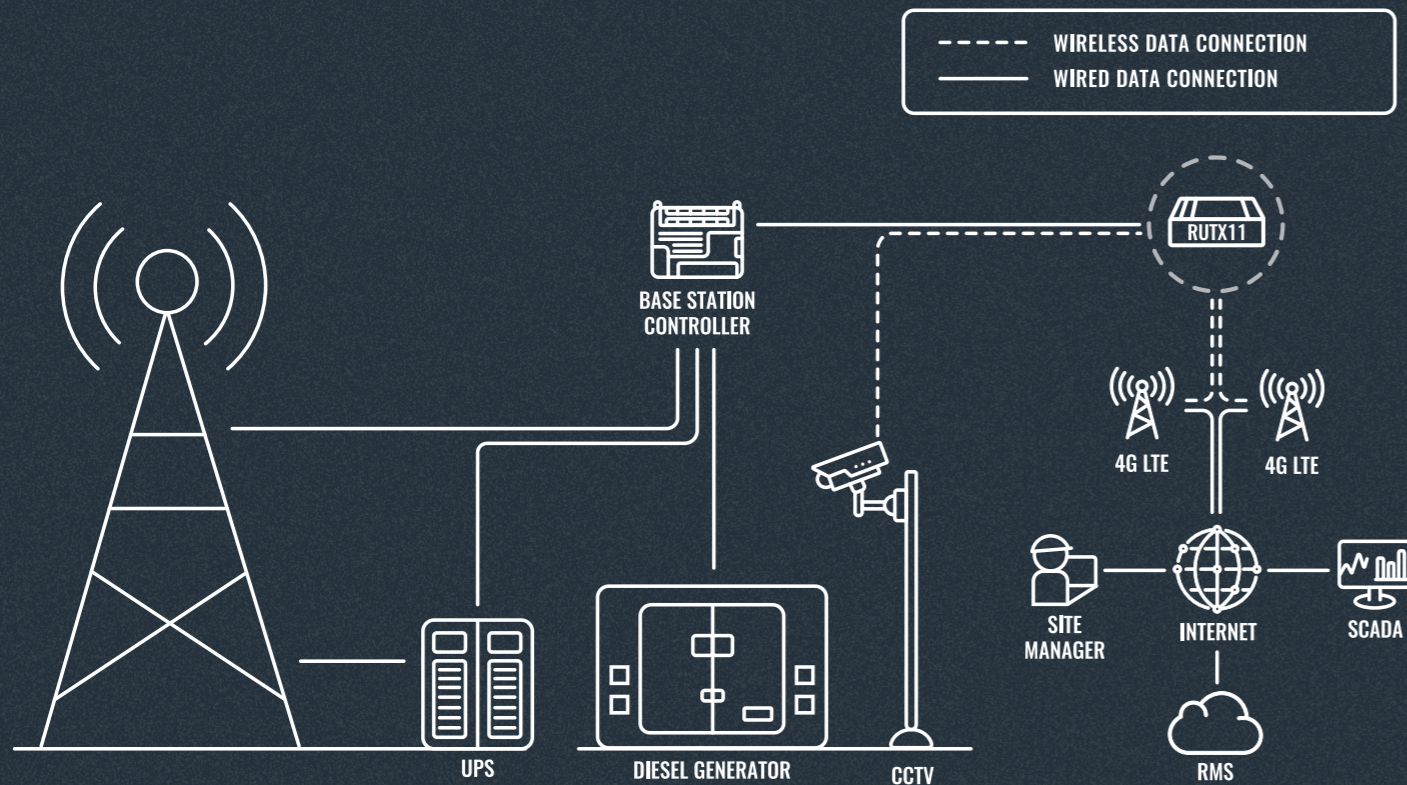 WIRELESS DATA CONNECTION
WIRED DATA CONNECTION
RUTX11
BASE STATION
CONTROLLER
4G LTE
4G LTE
SITE
MANAGER
INTERNET
SCADA
UPS
DIESEL GENERATOR
CCTV
RMS